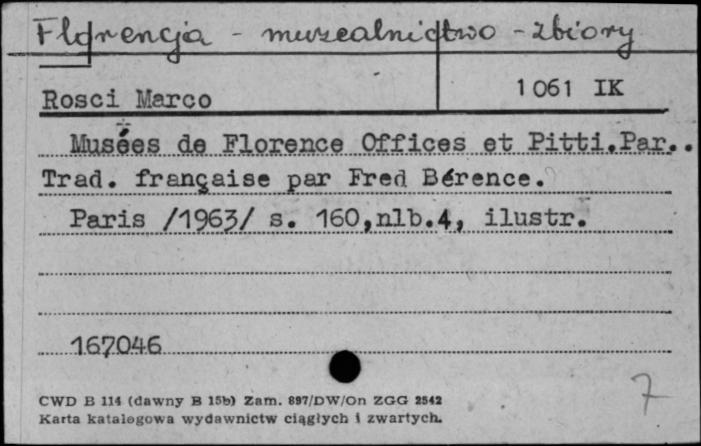 Florencja - muzealnictwo - zbiory
Rosci Marco
1061 IK
Musées de Florence Offices et Pitti.Par..
Trad. française par Fred Bérence.
Paris /1963/ s. 160,nlb.4, ilustr.
167046
7
CWD B 114 (dawny B 15b) Zam. 897/DW/On ZGG 2542
Karta katalogowa wydawnictw ciągłych i zwartych.